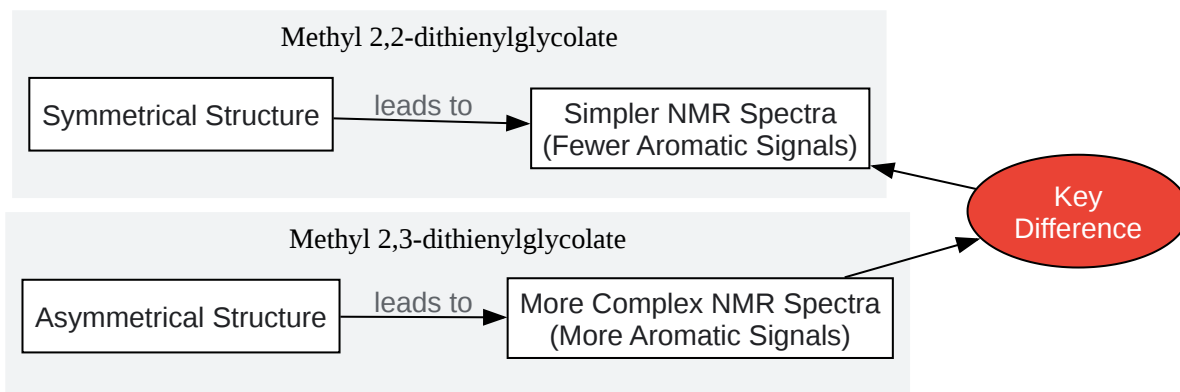 Methyl 2,2-dithienylglycolate
Symmetrical Structure
leads to
Simpler NMR Spectra
(Fewer Aromatic Signals)
Key
Difference
Methyl 2,3-dithienylglycolate
Asymmetrical Structure
leads to
More Complex NMR Spectra
(More Aromatic Signals)